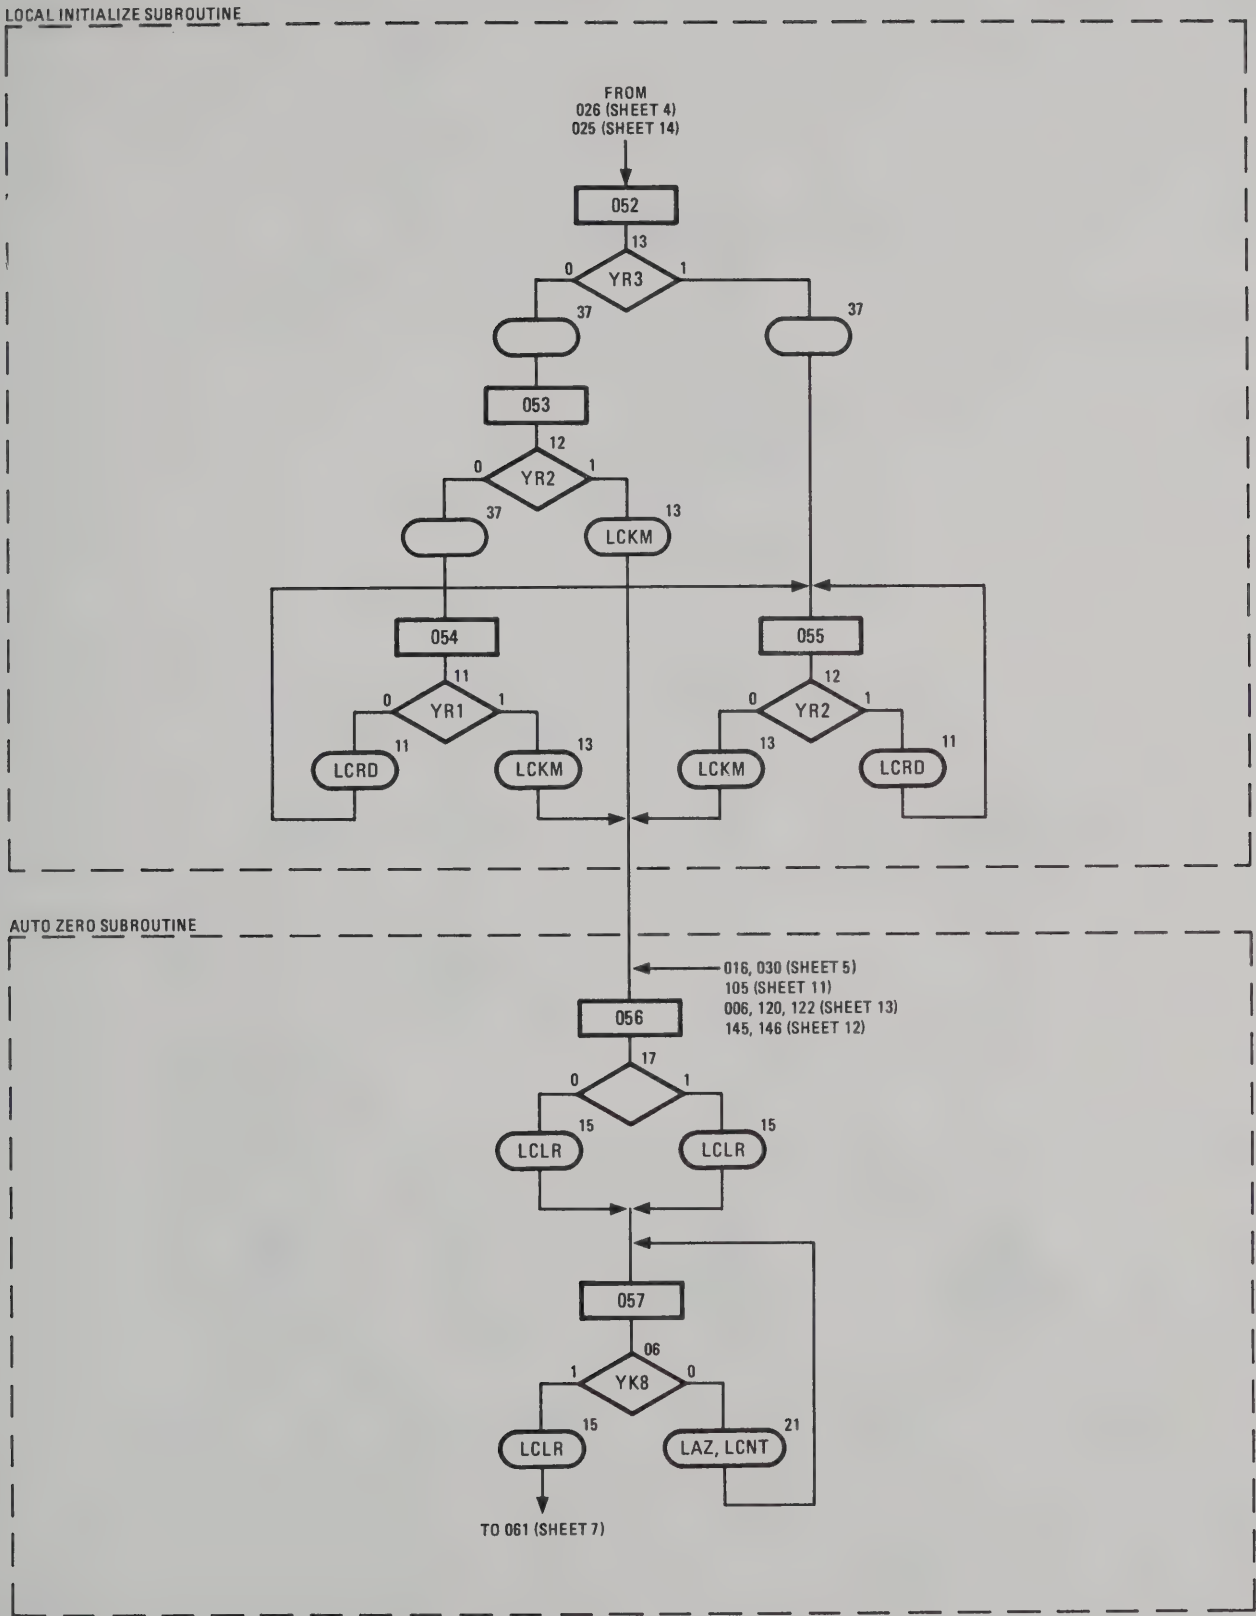 LOCAL INITIALIZE SUBROUTINE
FROM
026 (SHEET 4)
025 (SHEET 14)
052
13
0 YR3 1
37 37
053
12
0 YR2 1
37 13
LCKM
054 055
11 12
0 YR1 1 0 YR2 1
11 13 13 11
LCRD LCKM LCKM LCRD
AUTO ZERO SUBROUTINE
016, 030 (SHEET 5)
105 (SHEET 11)
006, 120, 122 (SHEET 13)
145, 146 (SHEET 12)
056
17
0 1
15 15
LCLR LCLR
057
06
1 YK8 0
15 21
LCLR LAZ, LCNT
TO 061 (SHEET 7)